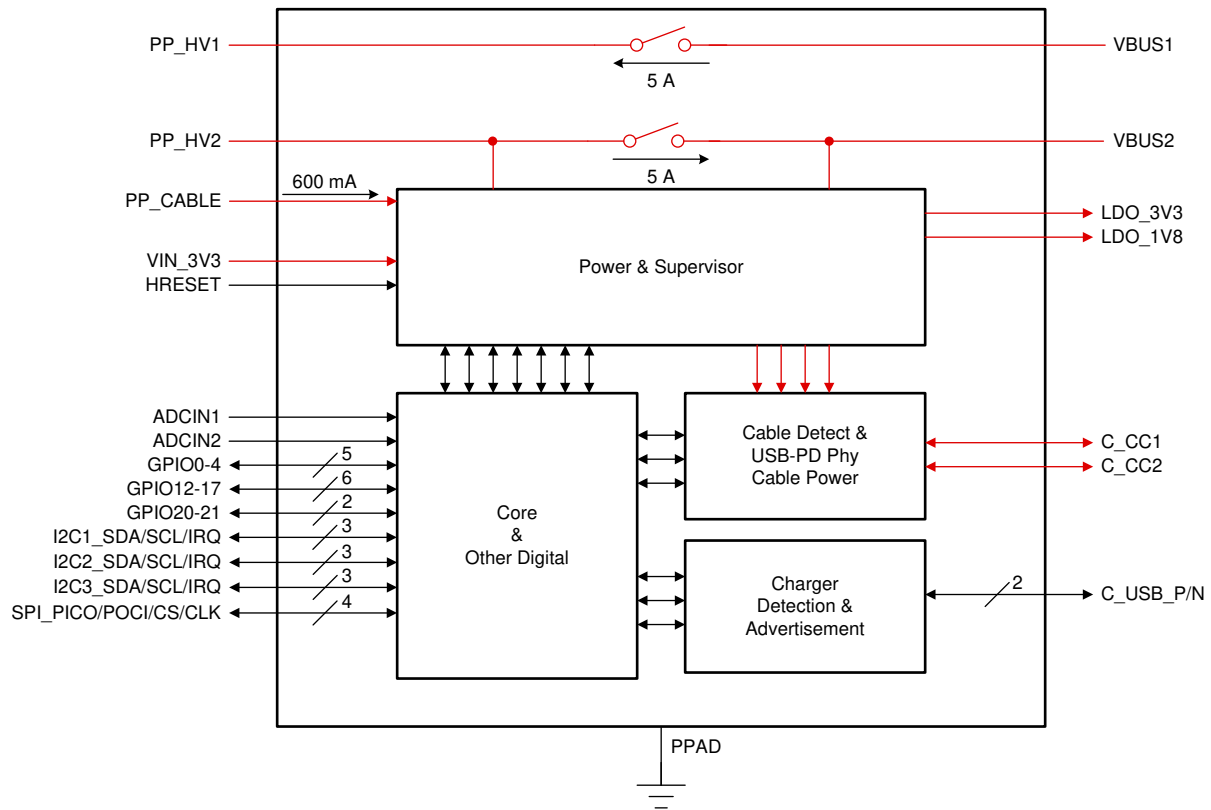 PP_HV1
VBUS1
5 A
PP_HV2
VBUS2
5 A
600 mA
PP_CABLE
LDO_3V3
LDO_1V8
VIN_3V3
HRESET
Power & Supervisor
ADCIN1
ADCIN2
GPIO0-4
5
GPIO12-17
6
GPIO20-21
2
I2C1_SDA/SCL/IRQ
3
I2C2_SDA/SCL/IRQ
3
I2C3_SDA/SCL/IRQ
3
SPI_PICO/POCI/CS/CLK
4
Core
&
Other Digital
Cable Detect &
USB-PD Phy
Cable Power
C_CC1
C_CC2
Charger
Detection &
Advertisement
2
C_USB_P/N
PPAD